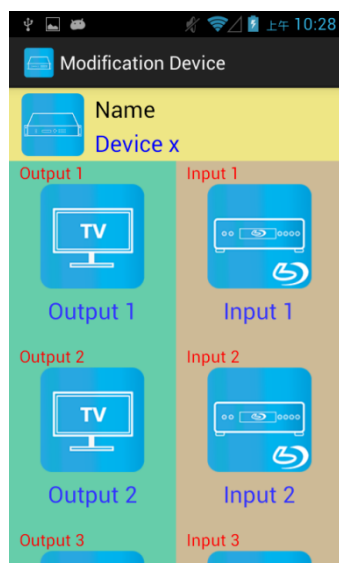 上午 10:28
Modification Device
Name
Device x
Output 1
Input 1
TV
Output 1
Input 1
Output 2
Input 2
TV
Output 2
Input 2
Output 3
Input 3